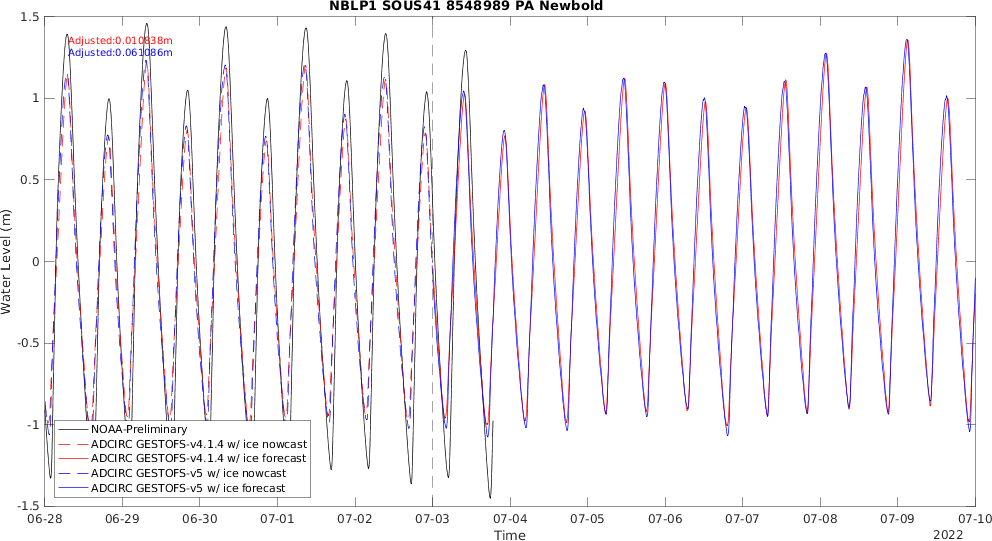 NBLP1 SOUS41 8548989 PA Newbold
Adjusted:0.010838m
Adjusted:0.061086m
Water Level (m)
1.5
1
0.5
0
-0.5
-1
-1.5
NOAA-Preliminary
ADCIRC GESTOFS-v4.1.4 w/ ice nowcast
ADCIRC GESTOFS-v4.1.4 w/ ice forecast
ADCIRC GESTOFS-v5 w/ ice nowcast
ADCIRC GESTOFS-v5 w/ ice forecast
06-28 06-29 06-30 07-01 07-02 07-03 07-04 07-05 07-06 07-07 07-08 07-09 07-10
Time
2022